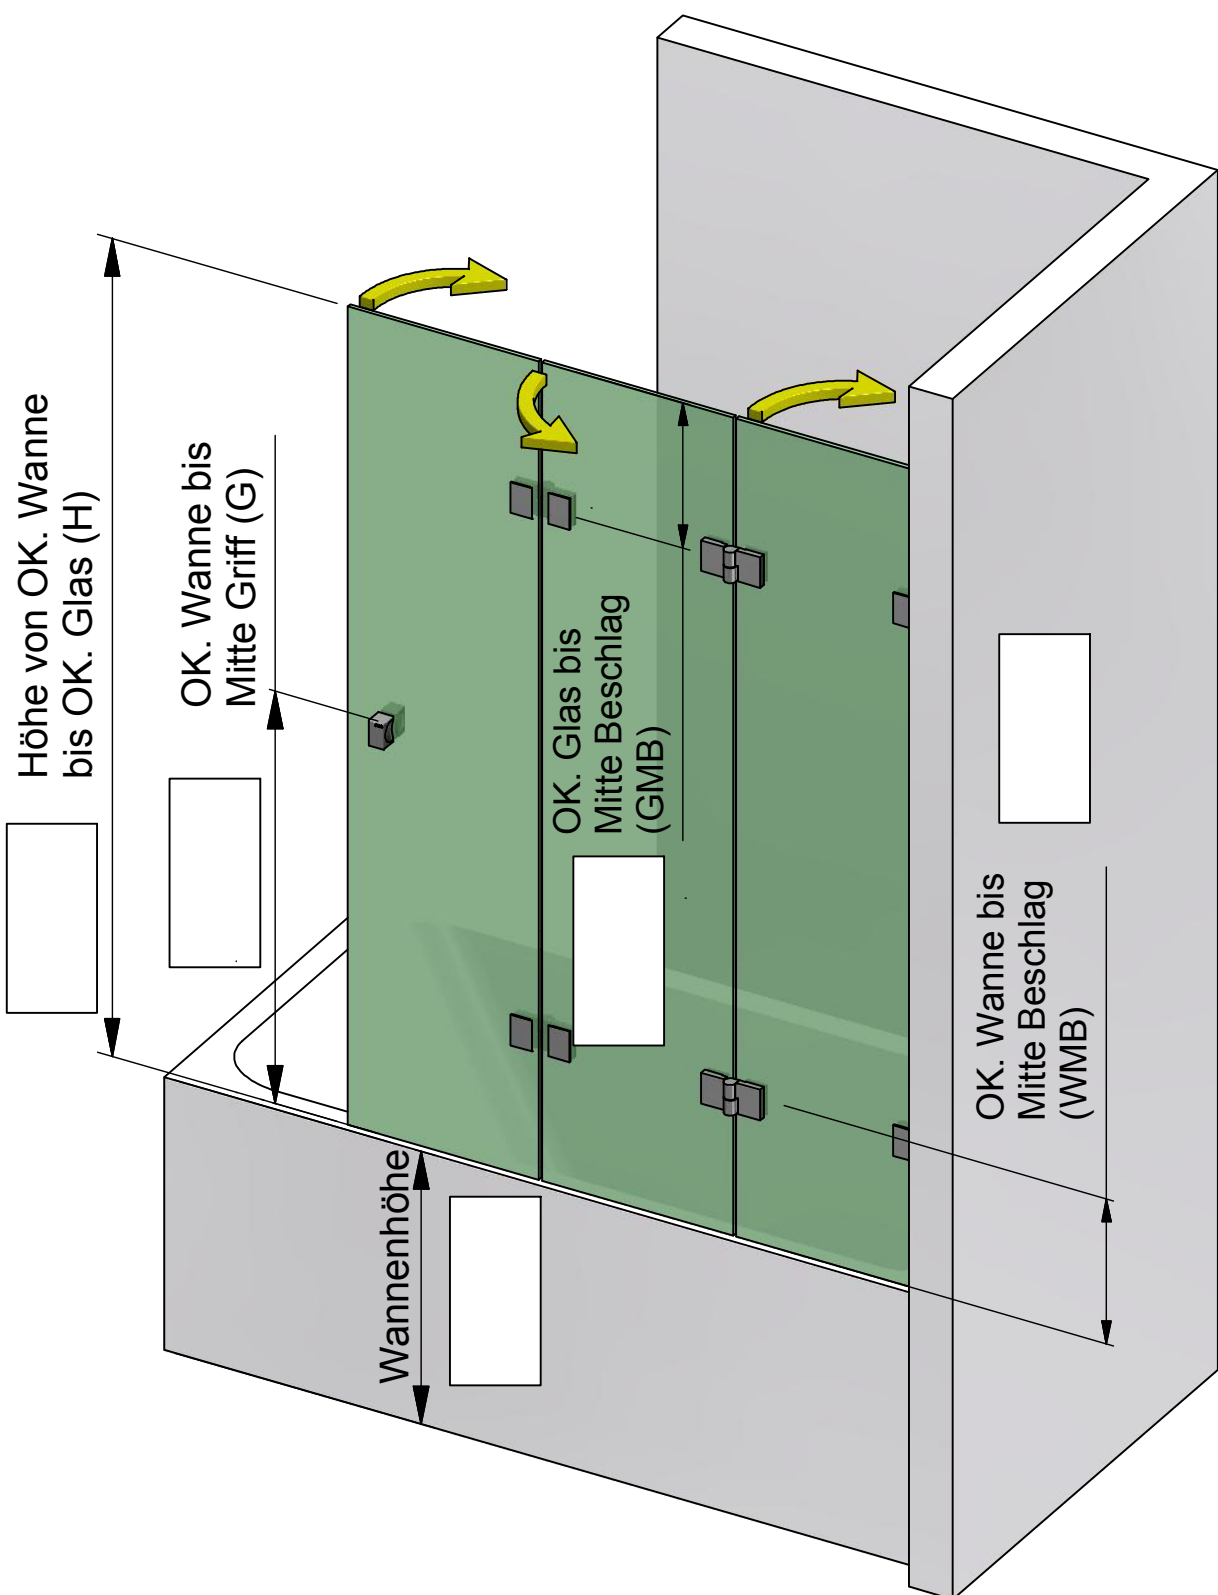 Höhe von OK. Wanne
bis OK. Glas (H)
OK. Wanne bis
Mitte Griff (G)
OK. Glas bis
Mitte Beschlag
(GMB)
OK. Wanne bis
Mitte Beschlag
(WMB)
Wannenhöhe